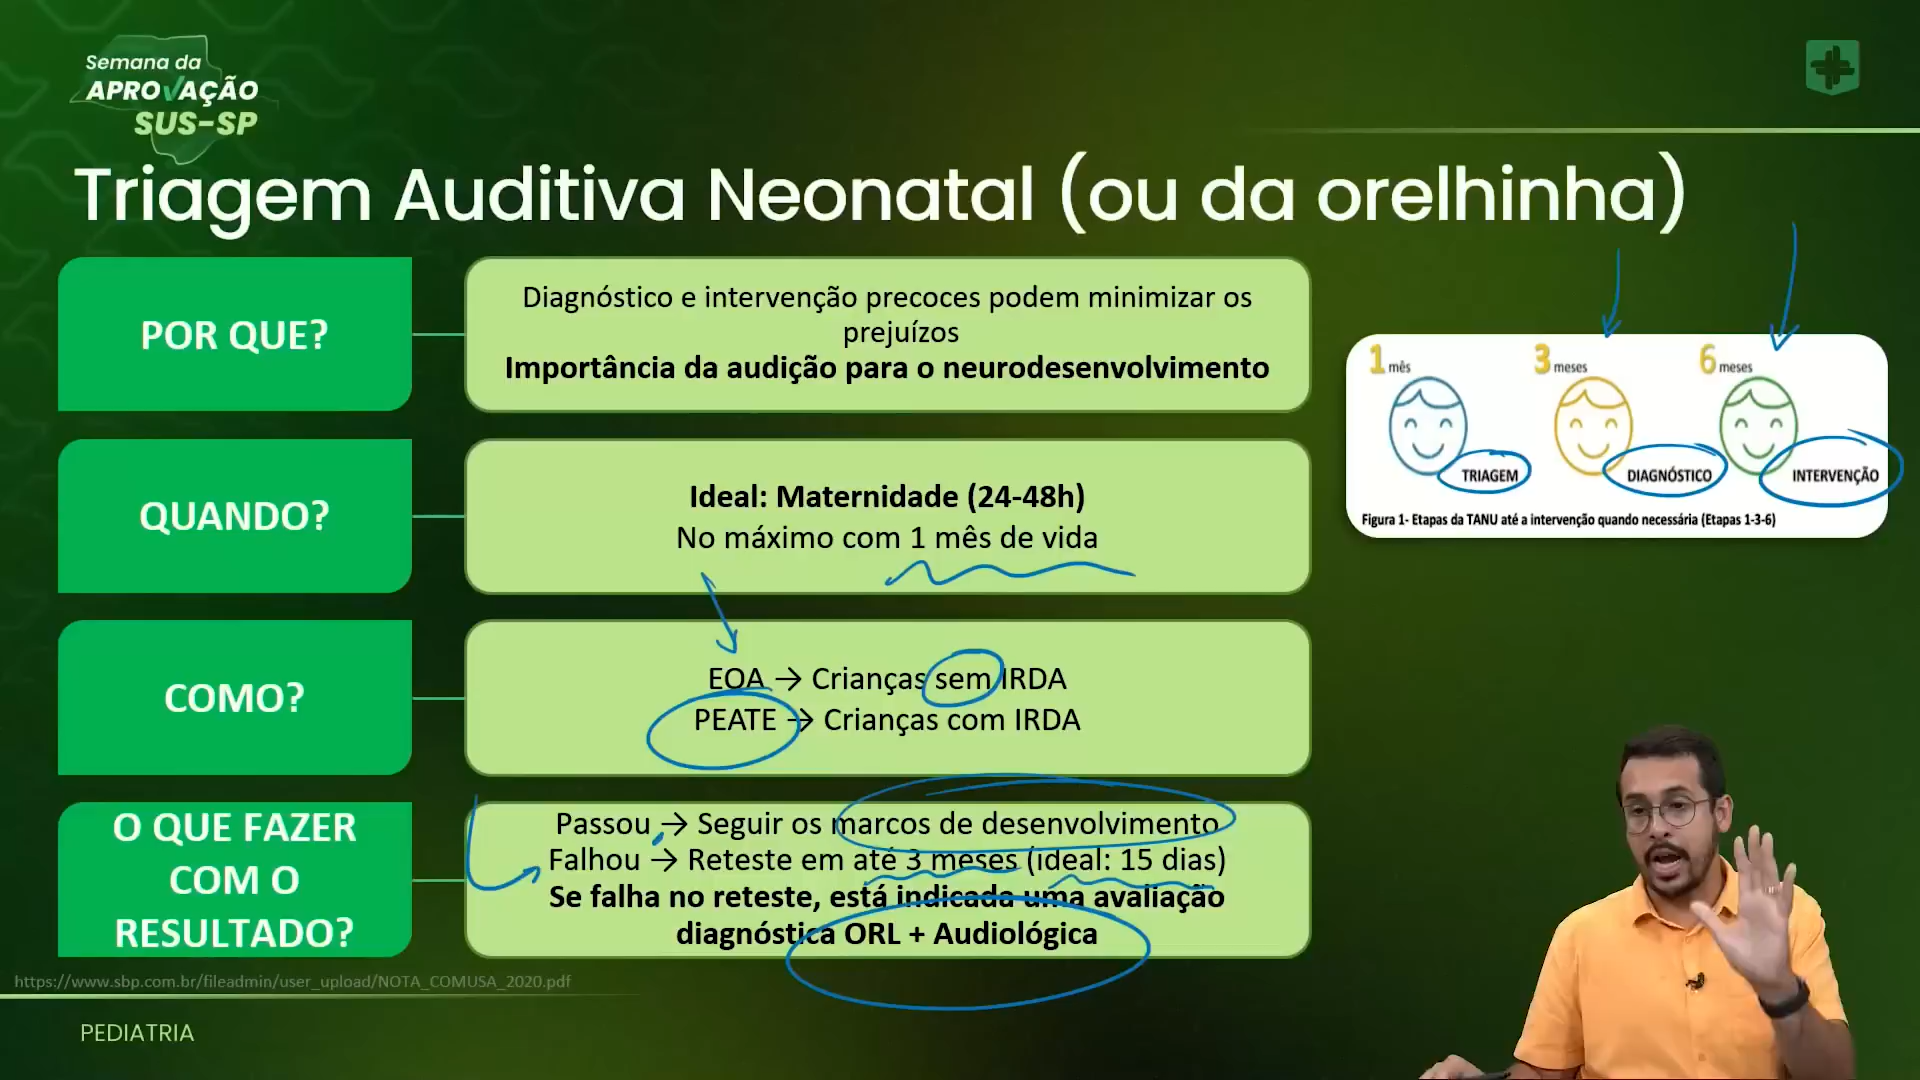 Semana da
APROVAÇÃO
SUS-SP
Triagem Auditiva Neonatal (ou da orelhinha)
POR QUE?
Diagnóstico e intervenção precoces podem minimizar os
prejuízos
Importância da audição para o neurodesenvolvimento
QUANDO?
Ideal: Maternidade (24-48h)
No máximo com 1 mês de vida
COMO?
EOA → Crianças sem IRDA
PEATE → Crianças com IRDA
O QUE FAZER
COM O
RESULTADO?
Passou → Seguir os marcos de desenvolvimento
Falhou → Reteste em até 3 meses (ideal: 15 dias)
Se falha no reteste, está indicada uma avaliação
diagnóstica ORL + Audiológica
1 mês
3 meses
6 meses
TRIAGEM
DIAGNÓSTICO
INTERVENÇÃO
Figura 1- Etapas da TANU até a intervenção quando necessária (Etapas 1-3-6)
https://www.sbp.com.br/fileadmin/user_upload/NOTA_COMUSA_2020.pdf
PEDIATRIA